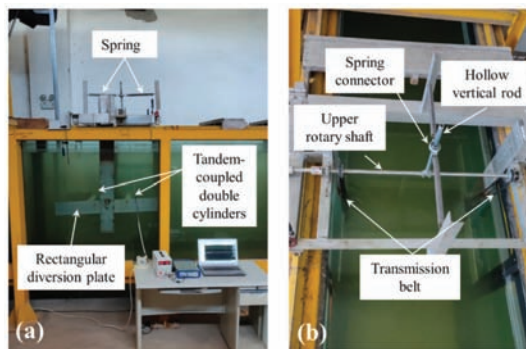 Spring
Tandem-
coupled
double
cylinders
Rectangular
diversion plate
(a)
Spring
connector
Hollow
vertical rod
Upper
rotary shaft
Transmission
belt
(b)